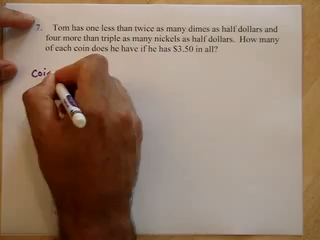 7. Tom has one less than twice as many dimes as half dollars and
four more than triple as many nickels as half dollars. How many
of each coin does he have if he has $3.50 in all?
Coi